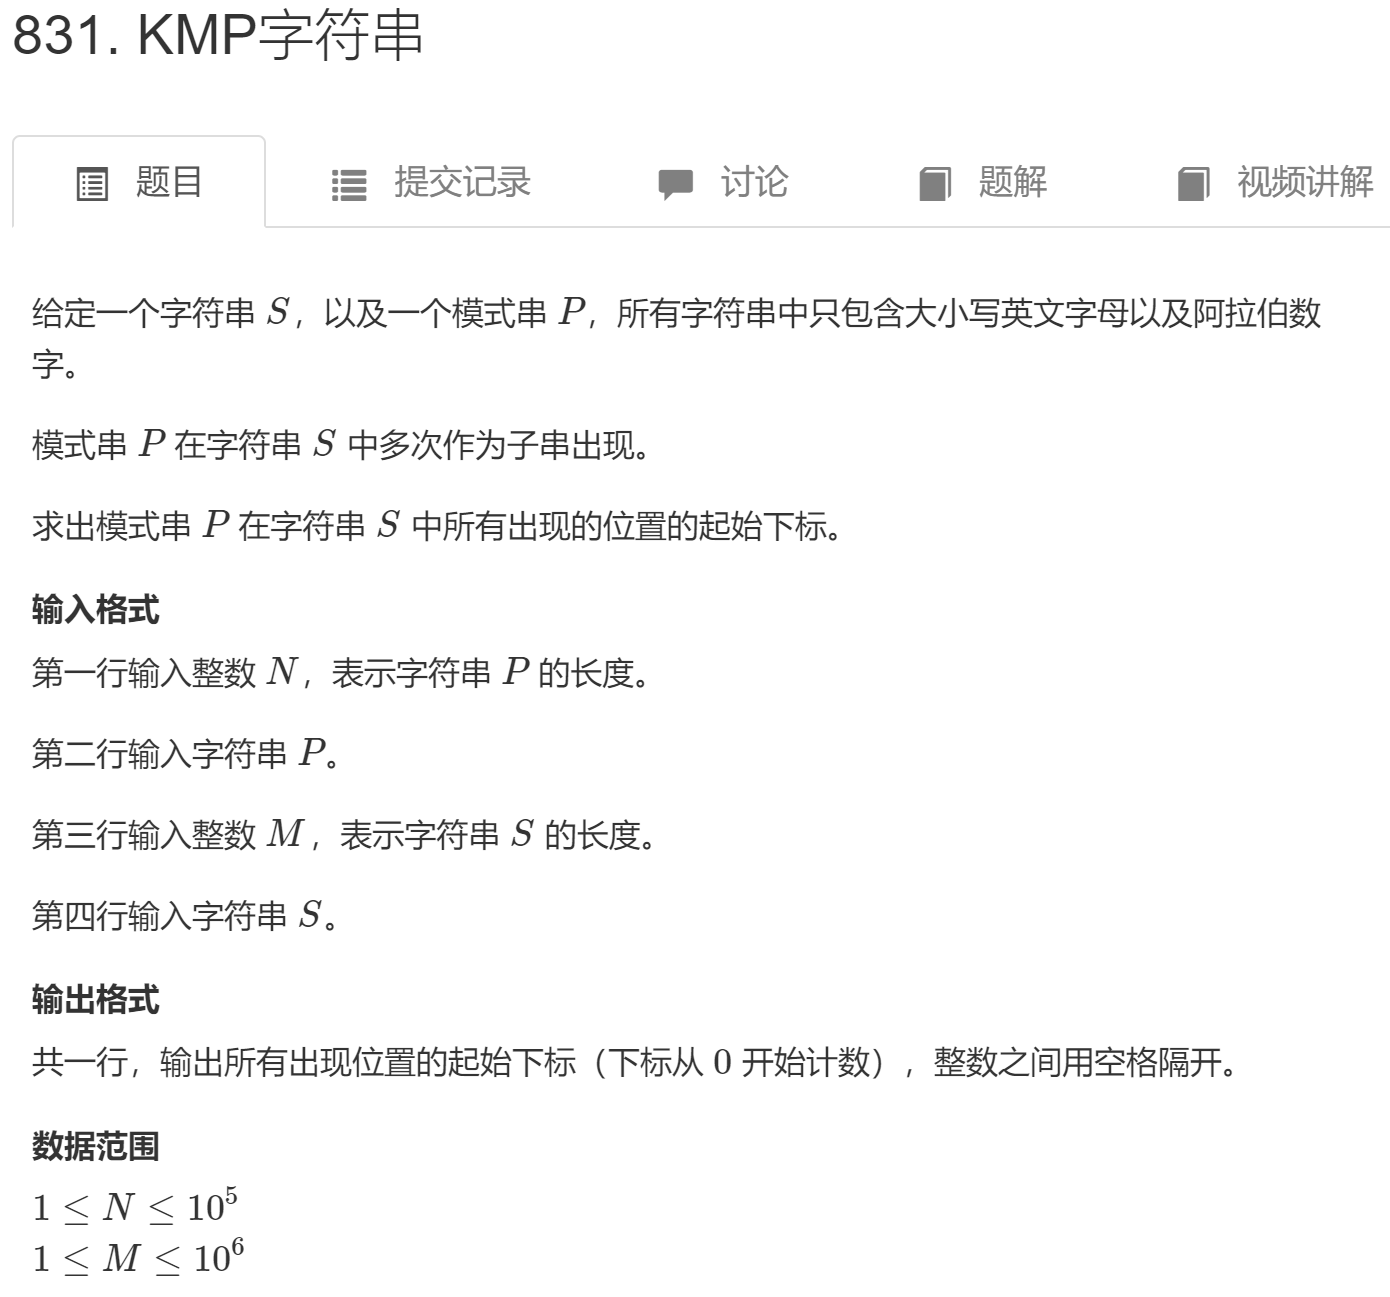 831. KMP字符串
题目 提交记录 讨论 题解 视频讲解
给定一个字符串 S，以及一个模式串 P，所有字符串中只包含大小写英文字母以及阿拉伯数
字。
模式串 P 在字符串 S 中多次作为子串出现。
求出模式串 P 在字符串 S 中所有出现的位置的起始下标。
输入格式
第一行输入整数 N，表示字符串 P 的长度。
第二行输入字符串 P。
第三行输入整数 M，表示字符串 S 的长度。
第四行输入字符串 S。
输出格式
共一行，输出所有出现位置的起始下标（下标从 0 开始计数），整数之间用空格隔开。
数据范围
1 ≤ N ≤ 10⁵
1 ≤ M ≤ 10⁶